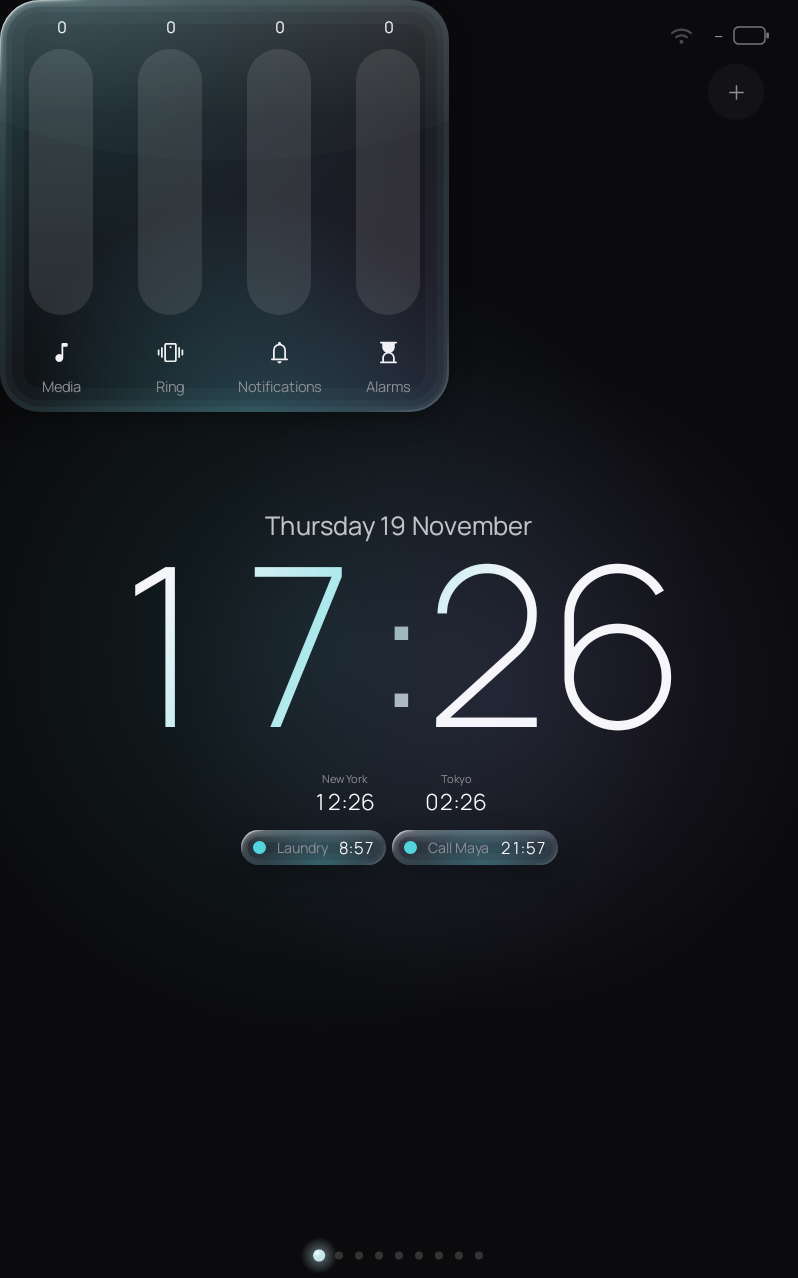 0 0 0 0
–
+
Media Ring Notifications Alarms
Thursday 19 November
17:26
New York Tokyo
12:26 02:26
Laundry 8:57 Call Maya 21:57